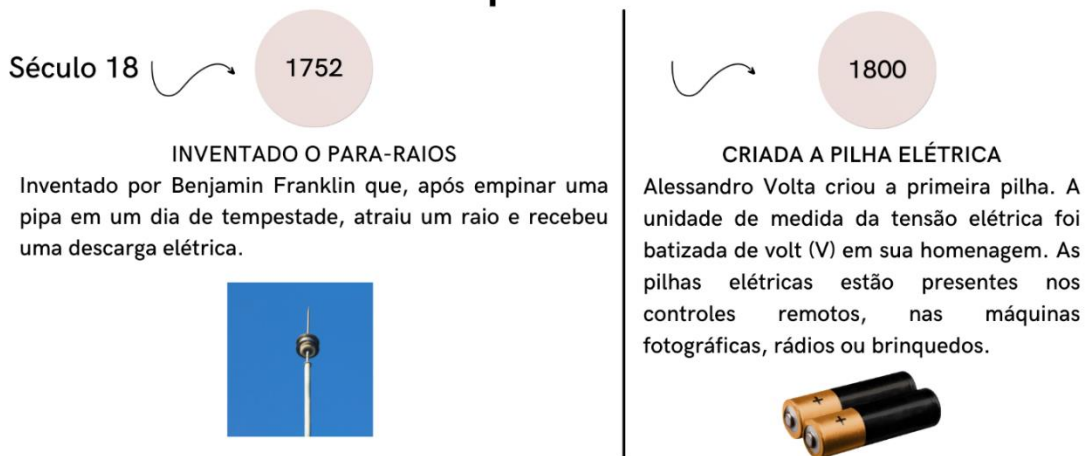 Século 18
1752
INVENTADO O PARA-RAIOS
Inventado por Benjamin Franklin que, após empinar uma
pipa em um dia de tempestade, atraiu um raio e recebeu
uma descarga elétrica.
1800
CRIADA A PILHA ELÉTRICA
Alessandro Volta criou a primeira pilha. A
unidade de medida da tensão elétrica foi
batizada de volt (V) em sua homenagem. As
pilhas elétricas estão presentes nos
controles remotos, nas máquinas
fotográficas, rádios ou brinquedos.
+
+